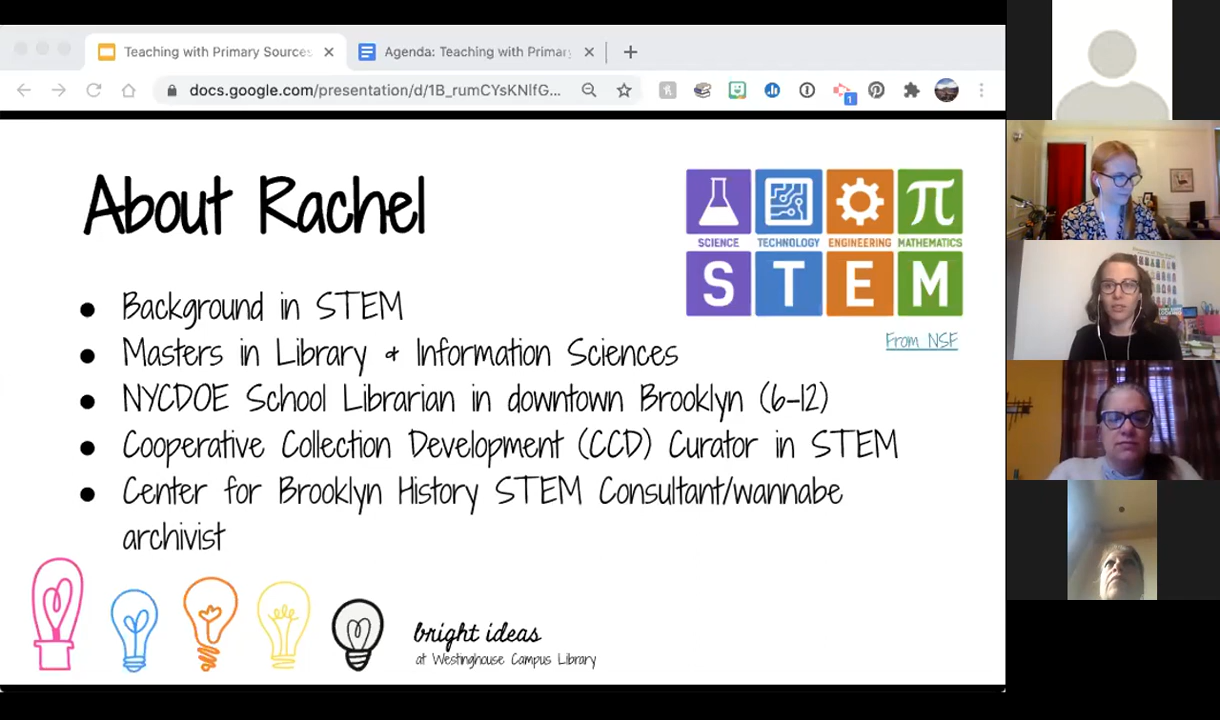 Teaching with Primary Sources
Agenda: Teaching with Primar
docs.google.com/presentation/d/1B_rumCYsKNlfG...
1
About Rachel
SCIENCE TECHNOLOGY ENGINEERING MATHEMATICS
π
S T E M
From NSF
● Background in STEM
● Masters in Library & Information Sciences
● NYCDOE School Librarian in downtown Brooklyn (6-12)
● Cooperative Collection Development (CCD) Curator in STEM
● Center for Brooklyn History STEM Consultant/wannabe
archivist
bright ideas
at Westinghouse Campus Library